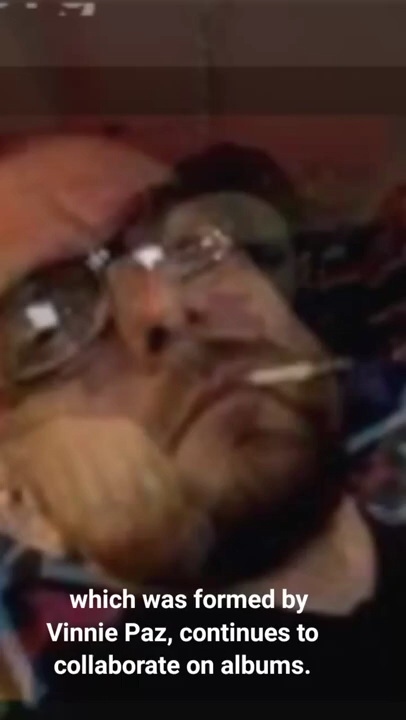 which was formed by
Vinnie Paz, continues to
collaborate on albums.